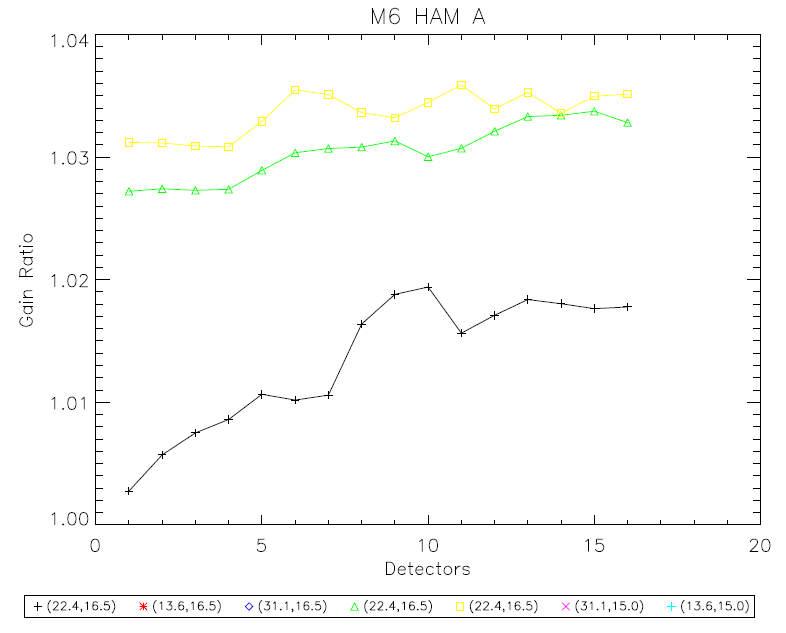 M6 HAM A
1.04
1.03
1.02
1.01
1.00
Gain Ratio
0 5 10 15 20
Detectors
(22.4,16.5) (13.6,16.5) (31.1,16.5) (22.4,16.5) (22.4,16.5) (31.1,15.0) (13.6,15.0)